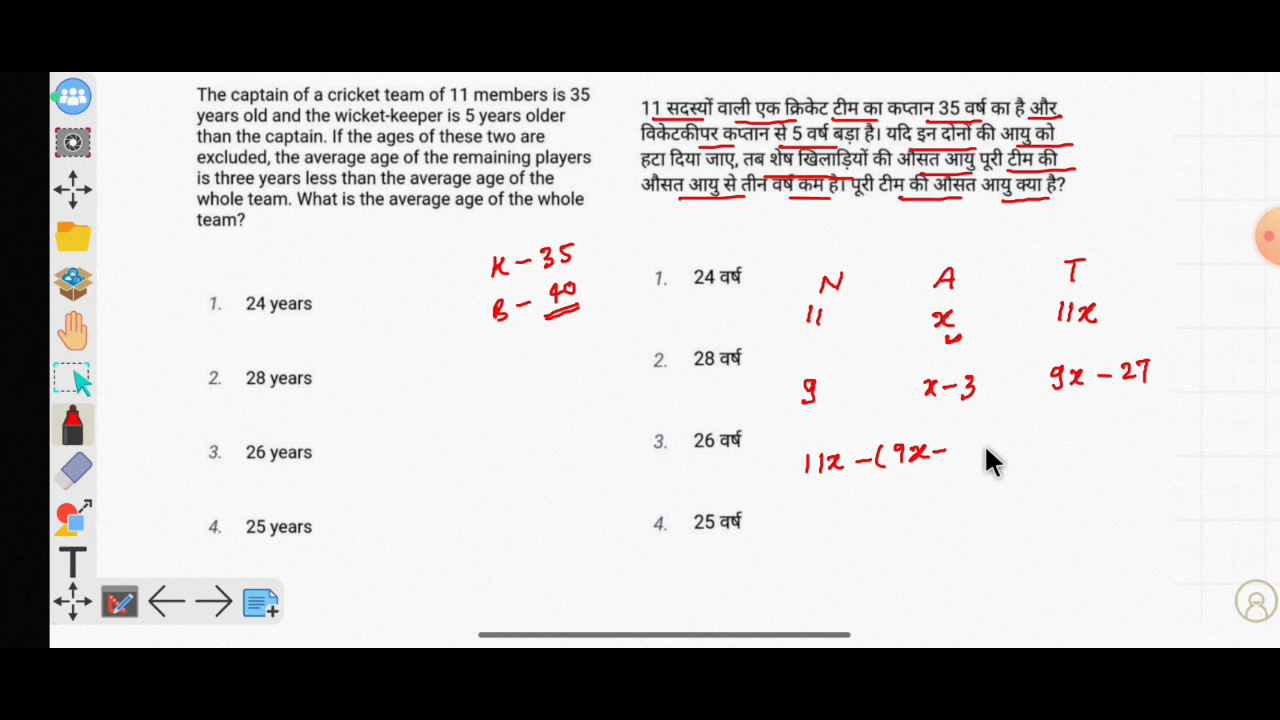 The captain of a cricket team of 11 members is 35
years old and the wicket-keeper is 5 years older
than the captain. If the ages of these two are
excluded, the average age of the remaining players
is three years less than the average age of the
whole team. What is the average age of the whole
team?
1. 24 years
2. 28 years
3. 26 years
4. 25 years
K - 35
B - 40
11 सदस्यों वाली एक क्रिकेट टीम का कप्तान 35 वर्ष का है और
विकेटकीपर कप्तान से 5 वर्ष बड़ा है। यदि इन दोनों की आयु को
हटा दिया जाए, तब शेष खिलाड़ियों की औसत आयु पूरी टीम की
औसत आयु से तीन वर्ष कम है। पूरी टीम की औसत आयु क्या है?
1. 24 वर्ष
2. 28 वर्ष
3. 26 वर्ष
4. 25 वर्ष
N A T
11 x 11x
9 x-3 9x-27
11x-(9x-
T